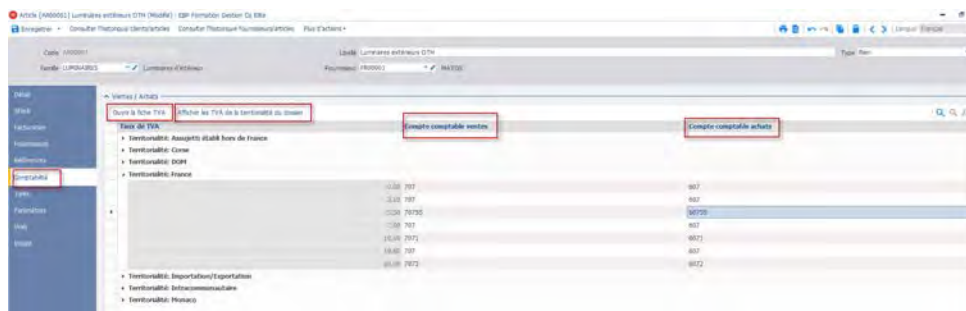 Article (AR00001) Luminaires extérieurs OTH (Modifié) - EBP Formation Gestion Co Elite
Enregistrer Consulter l'historique clients/articles Consulter l'historique fournisseurs/articles Plus d'actions
Code AR00001 Libellé Luminaires extérieurs OTH Type Bien
Famille LUMINAIRES Luminaires d'extérieur Fournisseur FR00001
Détail
Ventes / Achats
Stock
Ouvrir la fiche TVA Afficher les TVA de la territorialité du dossier
Facturation
Taux de TVA Compte comptable ventes Compte comptable achats
Territorialité: Assujetti établi hors de France
Territorialité: Corse
Références
Territorialité: DOM
Comptabilité
Territorialité: France
707 607
707 607
70755 60755
707 607
7071 6071
707 607
7072 6072
Territorialité: Importation/Exportation
Territorialité: Intracommunautaire
Territorialité: Monaco